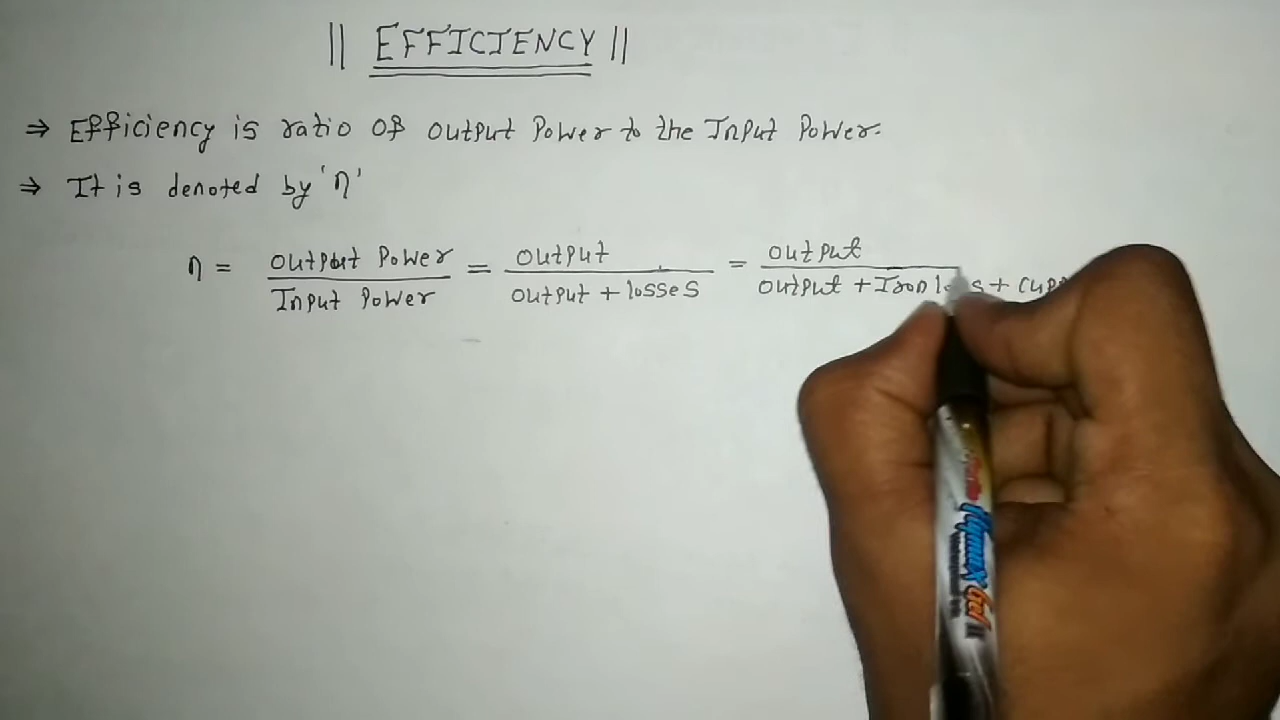 || EFFICIENCY ||
⇒ Efficiency is ratio of output Power to the Input Power.
⇒ It is denoted by 'η'
η = Output Power / Input Power = output / output + losses = output / output + Iron +